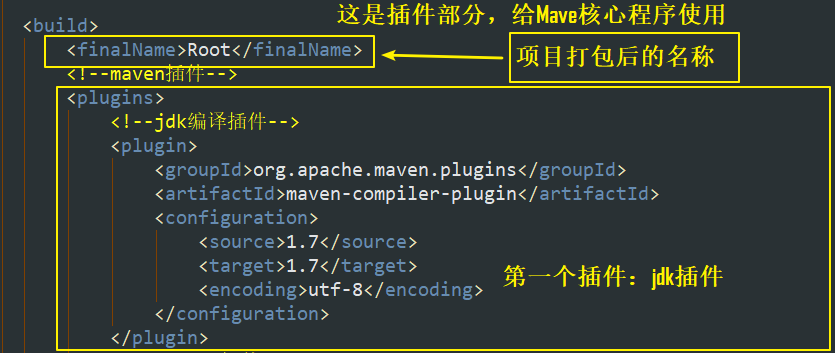 这是插件部分，给Mave核心程序使用
<build>
<finalName>Root</finalName>
项目打包后的名称
<!--maven插件-->
<plugins>
<!--jdk编译插件-->
<plugin>
<groupId>org.apache.maven.plugins</groupId>
<artifactId>maven-compiler-plugin</artifactId>
<configuration>
<source>1.7</source>
<target>1.7</target>
<encoding>utf-8</encoding>
第一个插件：jdk插件
</configuration>
</plugin>